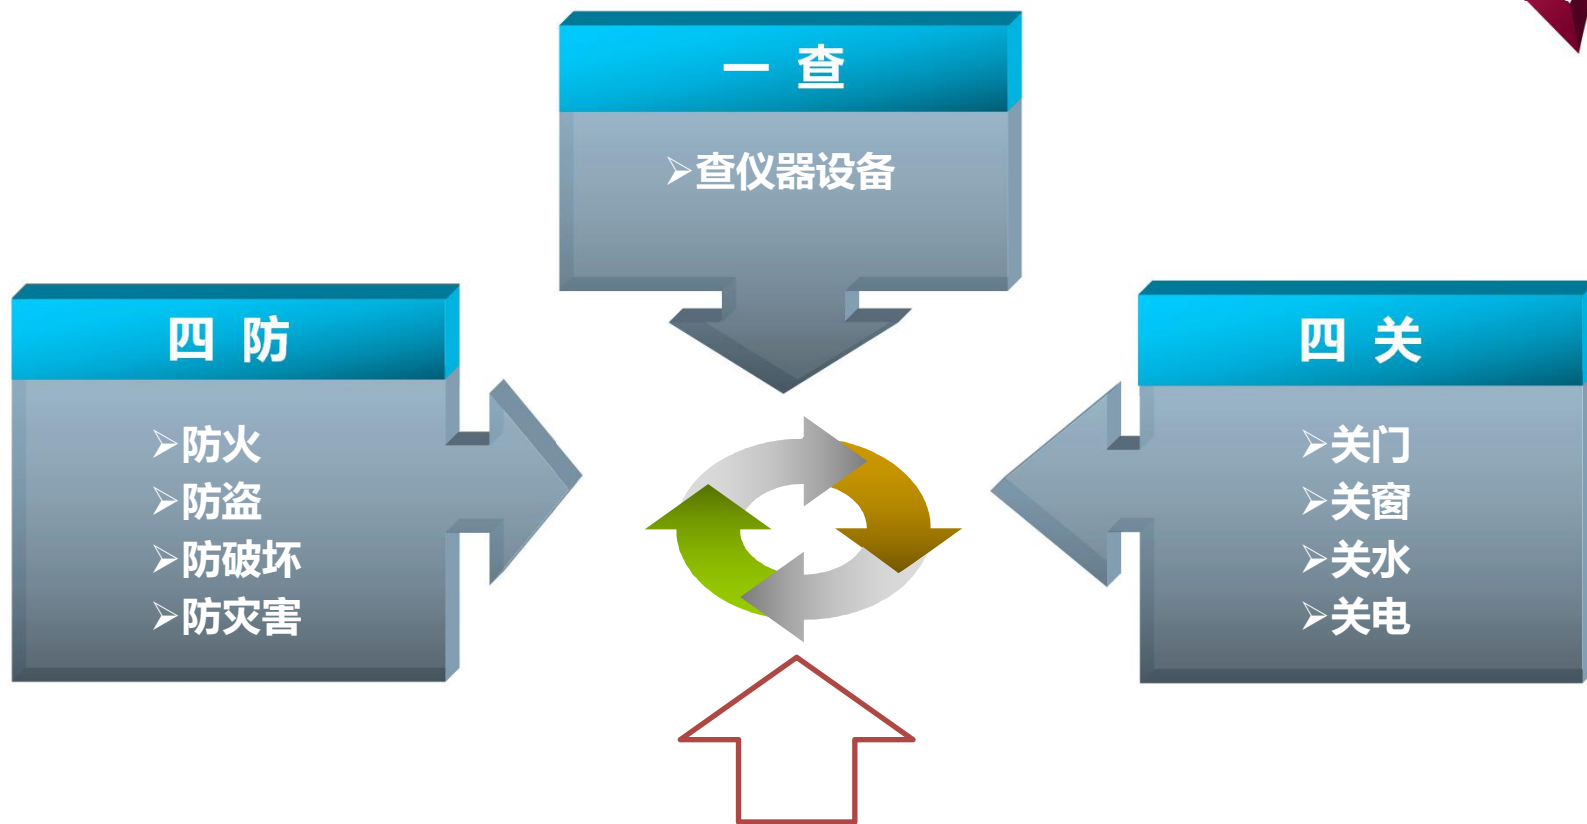 一 查
➢查仪器设备
四 防
➢防火
➢防盗
➢防破坏
➢防灾害
四 关
➢关门
➢关窗
➢关水
➢关电